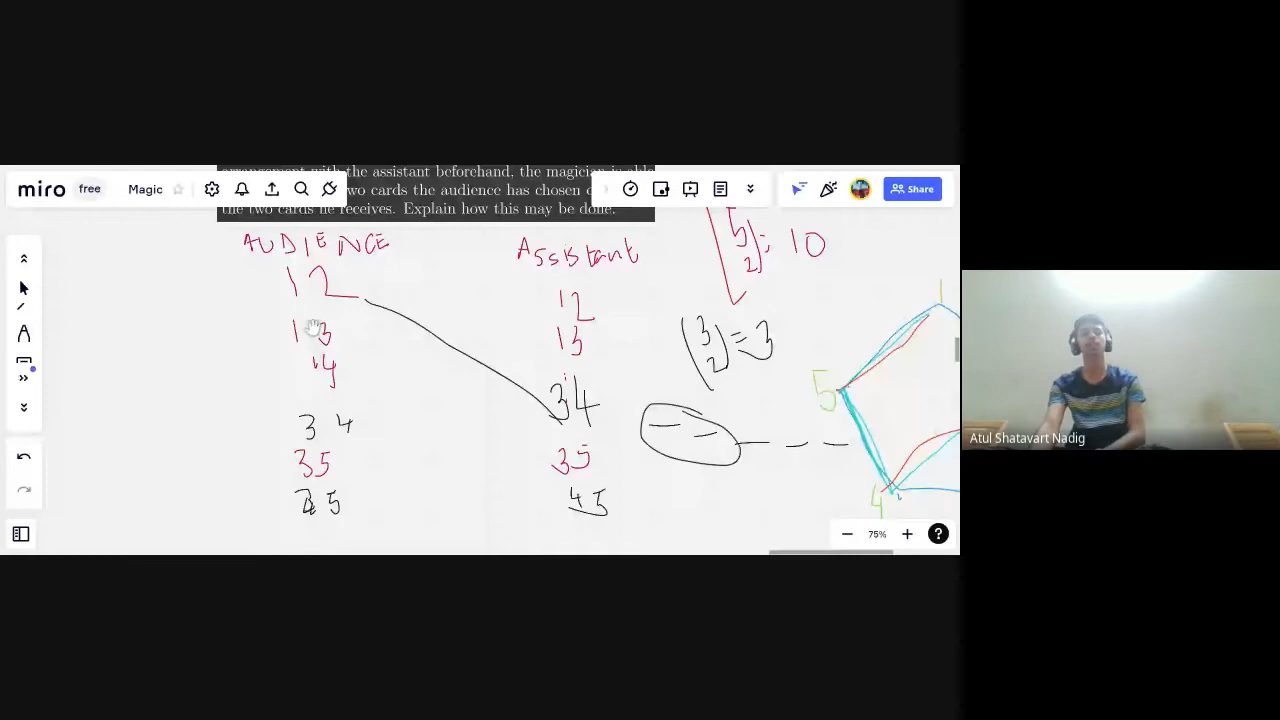 arrangement with the assistant beforehand, the magician is able
miro free Magic
two cards the audience has chosen
Share
the two cards he receives. Explain how this may be done.
AUDIENCE
Assistant
5
2
= 10
12
12
13
13
14
34
34
35
35
45
45
3
2
= 3
1
5
4
75%
Atul Shatavart Nadig